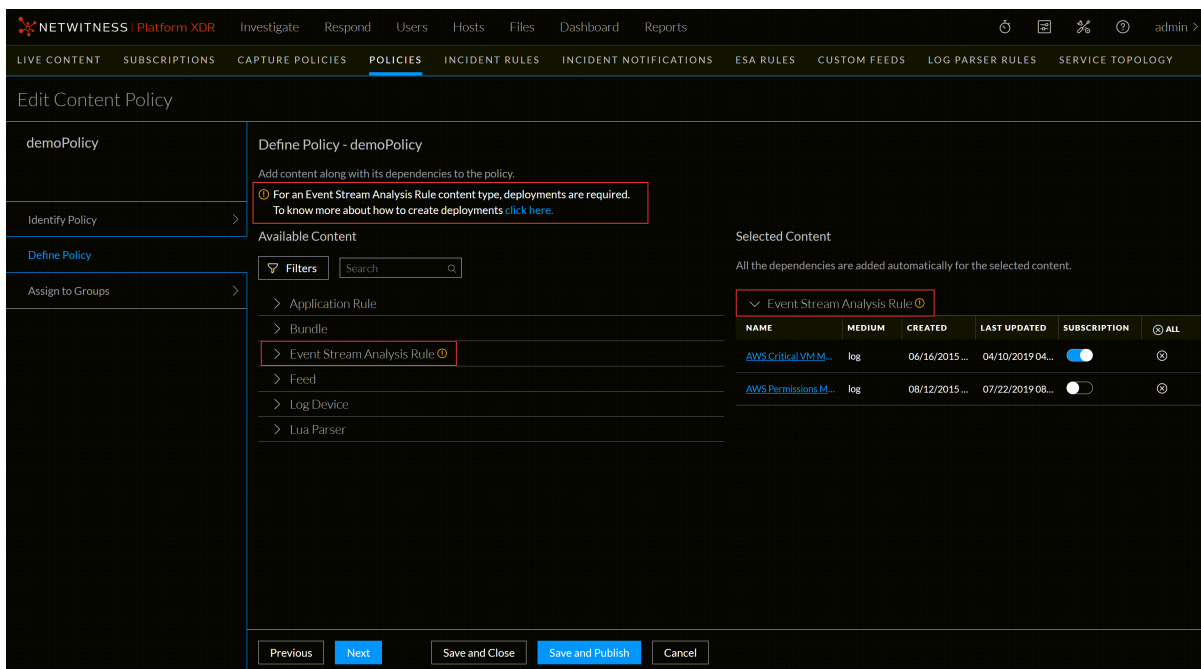 NETWITNESS | Platform XDR Investigate Respond Users Hosts Files Dashboard Reports admin >
LIVE CONTENT SUBSCRIPTIONS CAPTURE POLICIES POLICIES INCIDENT RULES INCIDENT NOTIFICATIONS ESA RULES CUSTOM FEEDS LOG PARSER RULES SERVICE TOPOLOGY
Edit Content Policy
demoPolicy
Identify Policy
Define Policy
Assign to Groups
Define Policy - demoPolicy
Add content along with its dependencies to the policy.
For an Event Stream Analysis Rule content type, deployments are required.
To know more about how to create deployments click here.
Available Content
Filters Search
Application Rule
Bundle
Event Stream Analysis Rule
Feed
Log Device
Lua Parser
Selected Content
All the dependencies are added automatically for the selected content.
Event Stream Analysis Rule
NAME MEDIUM CREATED LAST UPDATED SUBSCRIPTION ALL
AWS Critical VM M... log 06/16/2015 ... 04/10/2019 04...
AWS Permissions M... log 08/12/2015 ... 07/22/2019 08...
Previous Next Save and Close Save and Publish Cancel